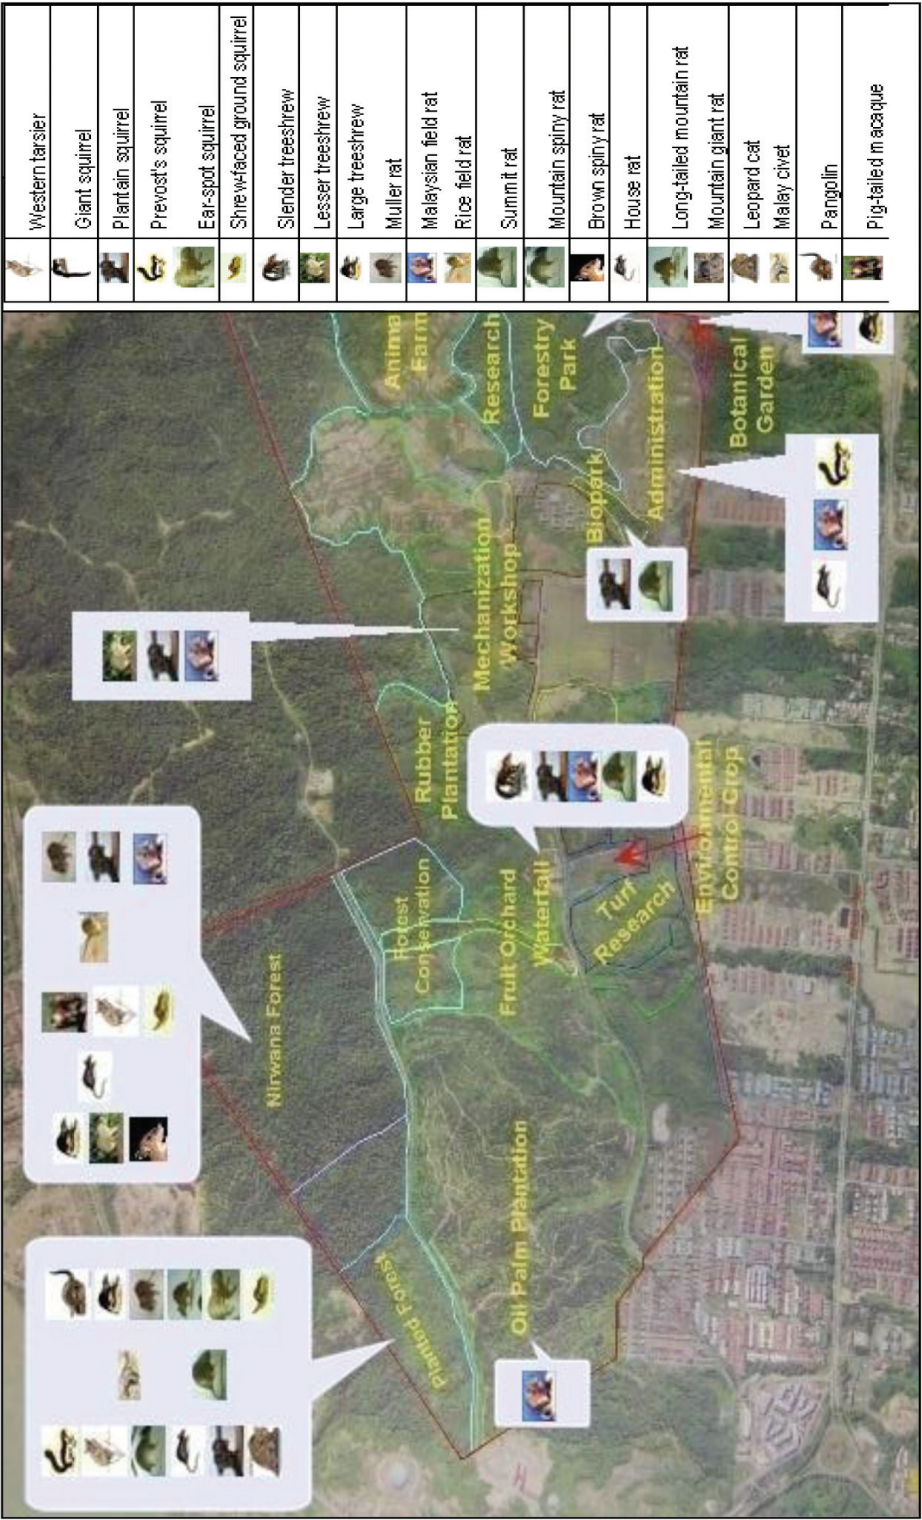 Western tarsier
Giant squirrel
Plantain squirrel
Prevost's squirrel
Ear-spot squirrel
Shrew-faced ground squirrel
Slender treeshrew
Lesser treeshrew
Large treeshrew
Muller rat
Malaysian field rat
Rice field rat
Summit rat
Mountain spiny rat
Brown spiny rat
House rat
Long-tailed mountain rat
Mountain giant rat
Leopard cat
Malay civet
Pangolin
Pig-tailed macaque
Nirwana Forest
Planted Forest
Forest
Conservation
Rubber
Plantation
Anima
Farm
Research
Forestry
Park
Mechanization
Workshop
Biopark
Administration
Botanical
Garden
Oil Palm Plantation
Fruit Orchard
Waterfall
Turf
Research
Environmental
Control Crop